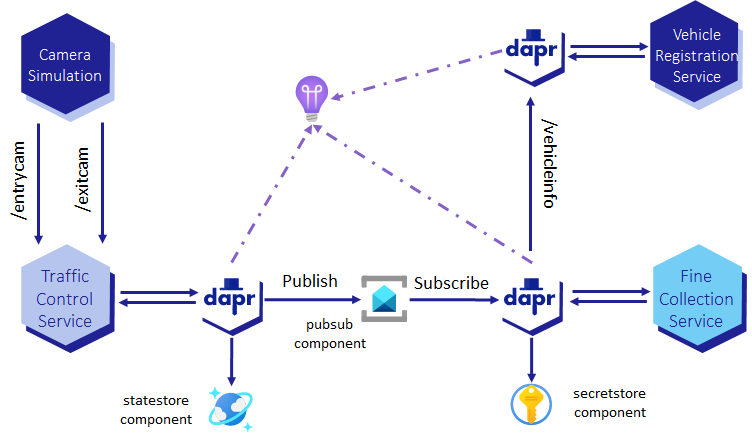 Camera
Simulation
dapr
Vehicle
Registration
Service
/entrycam
/exitcam
/vehicleinfo
Traffic
Control
Service
dapr
Publish
pubsub
component
Subscribe
dapr
Fine
Collection
Service
statestore
component
secretstore
component